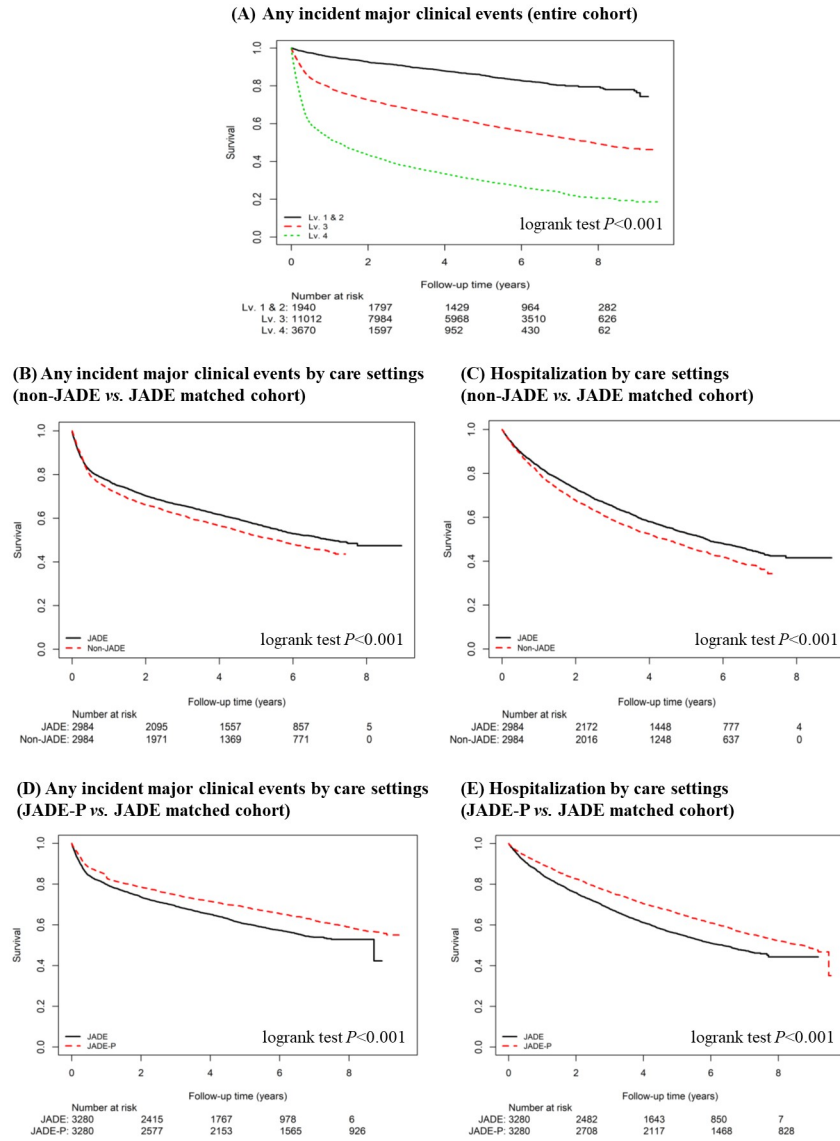 (A) Any incident major clinical events (entire cohort)
1.0
0.8
0.6
0.4
0.2
0.0
Survival
Lv. 1 & 2
Lv. 3
Lv. 4
logrank test P<0.001
0 2 4 6 8
Follow-up time (years)
Number at risk
Lv. 1 & 2: 1940 1797 1429 964 282
Lv. 3: 11012 7984 5968 3510 626
Lv. 4: 3670 1597 952 430 62
(B) Any incident major clinical events by care settings
(non-JADE vs. JADE matched cohort)
1.0
0.8
0.6
0.4
0.2
0.0
Survival
JADE
Non-JADE
logrank test P<0.001
0 2 4 6 8
Follow-up time (years)
Number at risk
JADE: 2984 2095 1557 857 5
Non-JADE: 2984 1971 1369 771 0
(C) Hospitalization by care settings
(non-JADE vs. JADE matched cohort)
1.0
0.8
0.6
0.4
0.2
0.0
Survival
JADE
Non-JADE
logrank test P<0.001
0 2 4 6 8
Follow-up time (years)
Number at risk
JADE: 2984 2172 1448 777 4
Non-JADE: 2984 2016 1248 637 0
(D) Any incident major clinical events by care settings
(JADE-P vs. JADE matched cohort)
1.0
0.8
0.6
0.4
0.2
0.0
Survival
JADE
JADE-P
logrank test P<0.001
0 2 4 6 8
Follow-up time (years)
Number at risk
JADE: 3280 2415 1767 978 6
JADE-P: 3280 2577 2153 1565 926
(E) Hospitalization by care settings
(JADE-P vs. JADE matched cohort)
1.0
0.8
0.6
0.4
0.2
0.0
Survival
JADE
JADE-P
logrank test P<0.001
0 2 4 6 8
Follow-up time (years)
Number at risk
JADE: 3280 2482 1643 850 7
JADE-P: 3280 2708 2117 1468 828